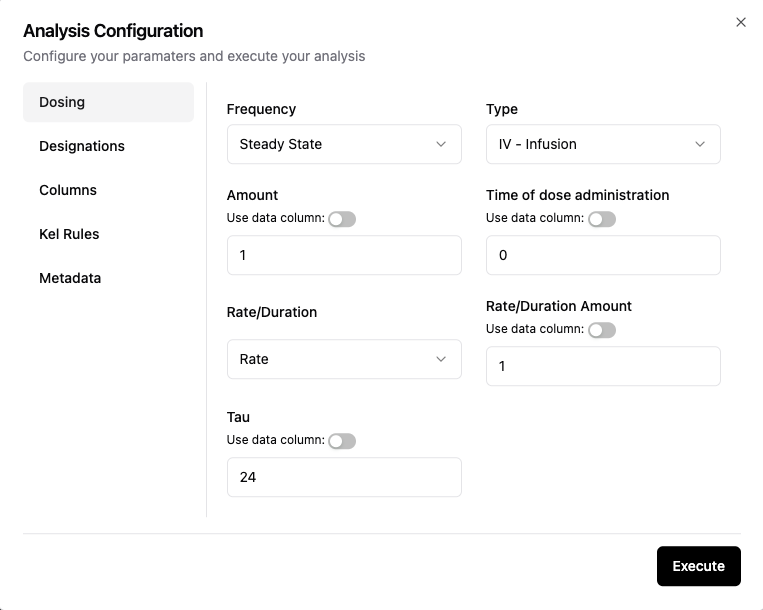 Analysis Configuration
Configure your paramaters and execute your analysis
Dosing
Designations
Columns
Kel Rules
Metadata
Frequency
Steady State
Type
IV - Infusion
Amount
Use data column:
1
Time of dose administration
Use data column:
0
Rate/Duration
Rate
Rate/Duration Amount
Use data column:
1
Tau
Use data column:
24
Execute